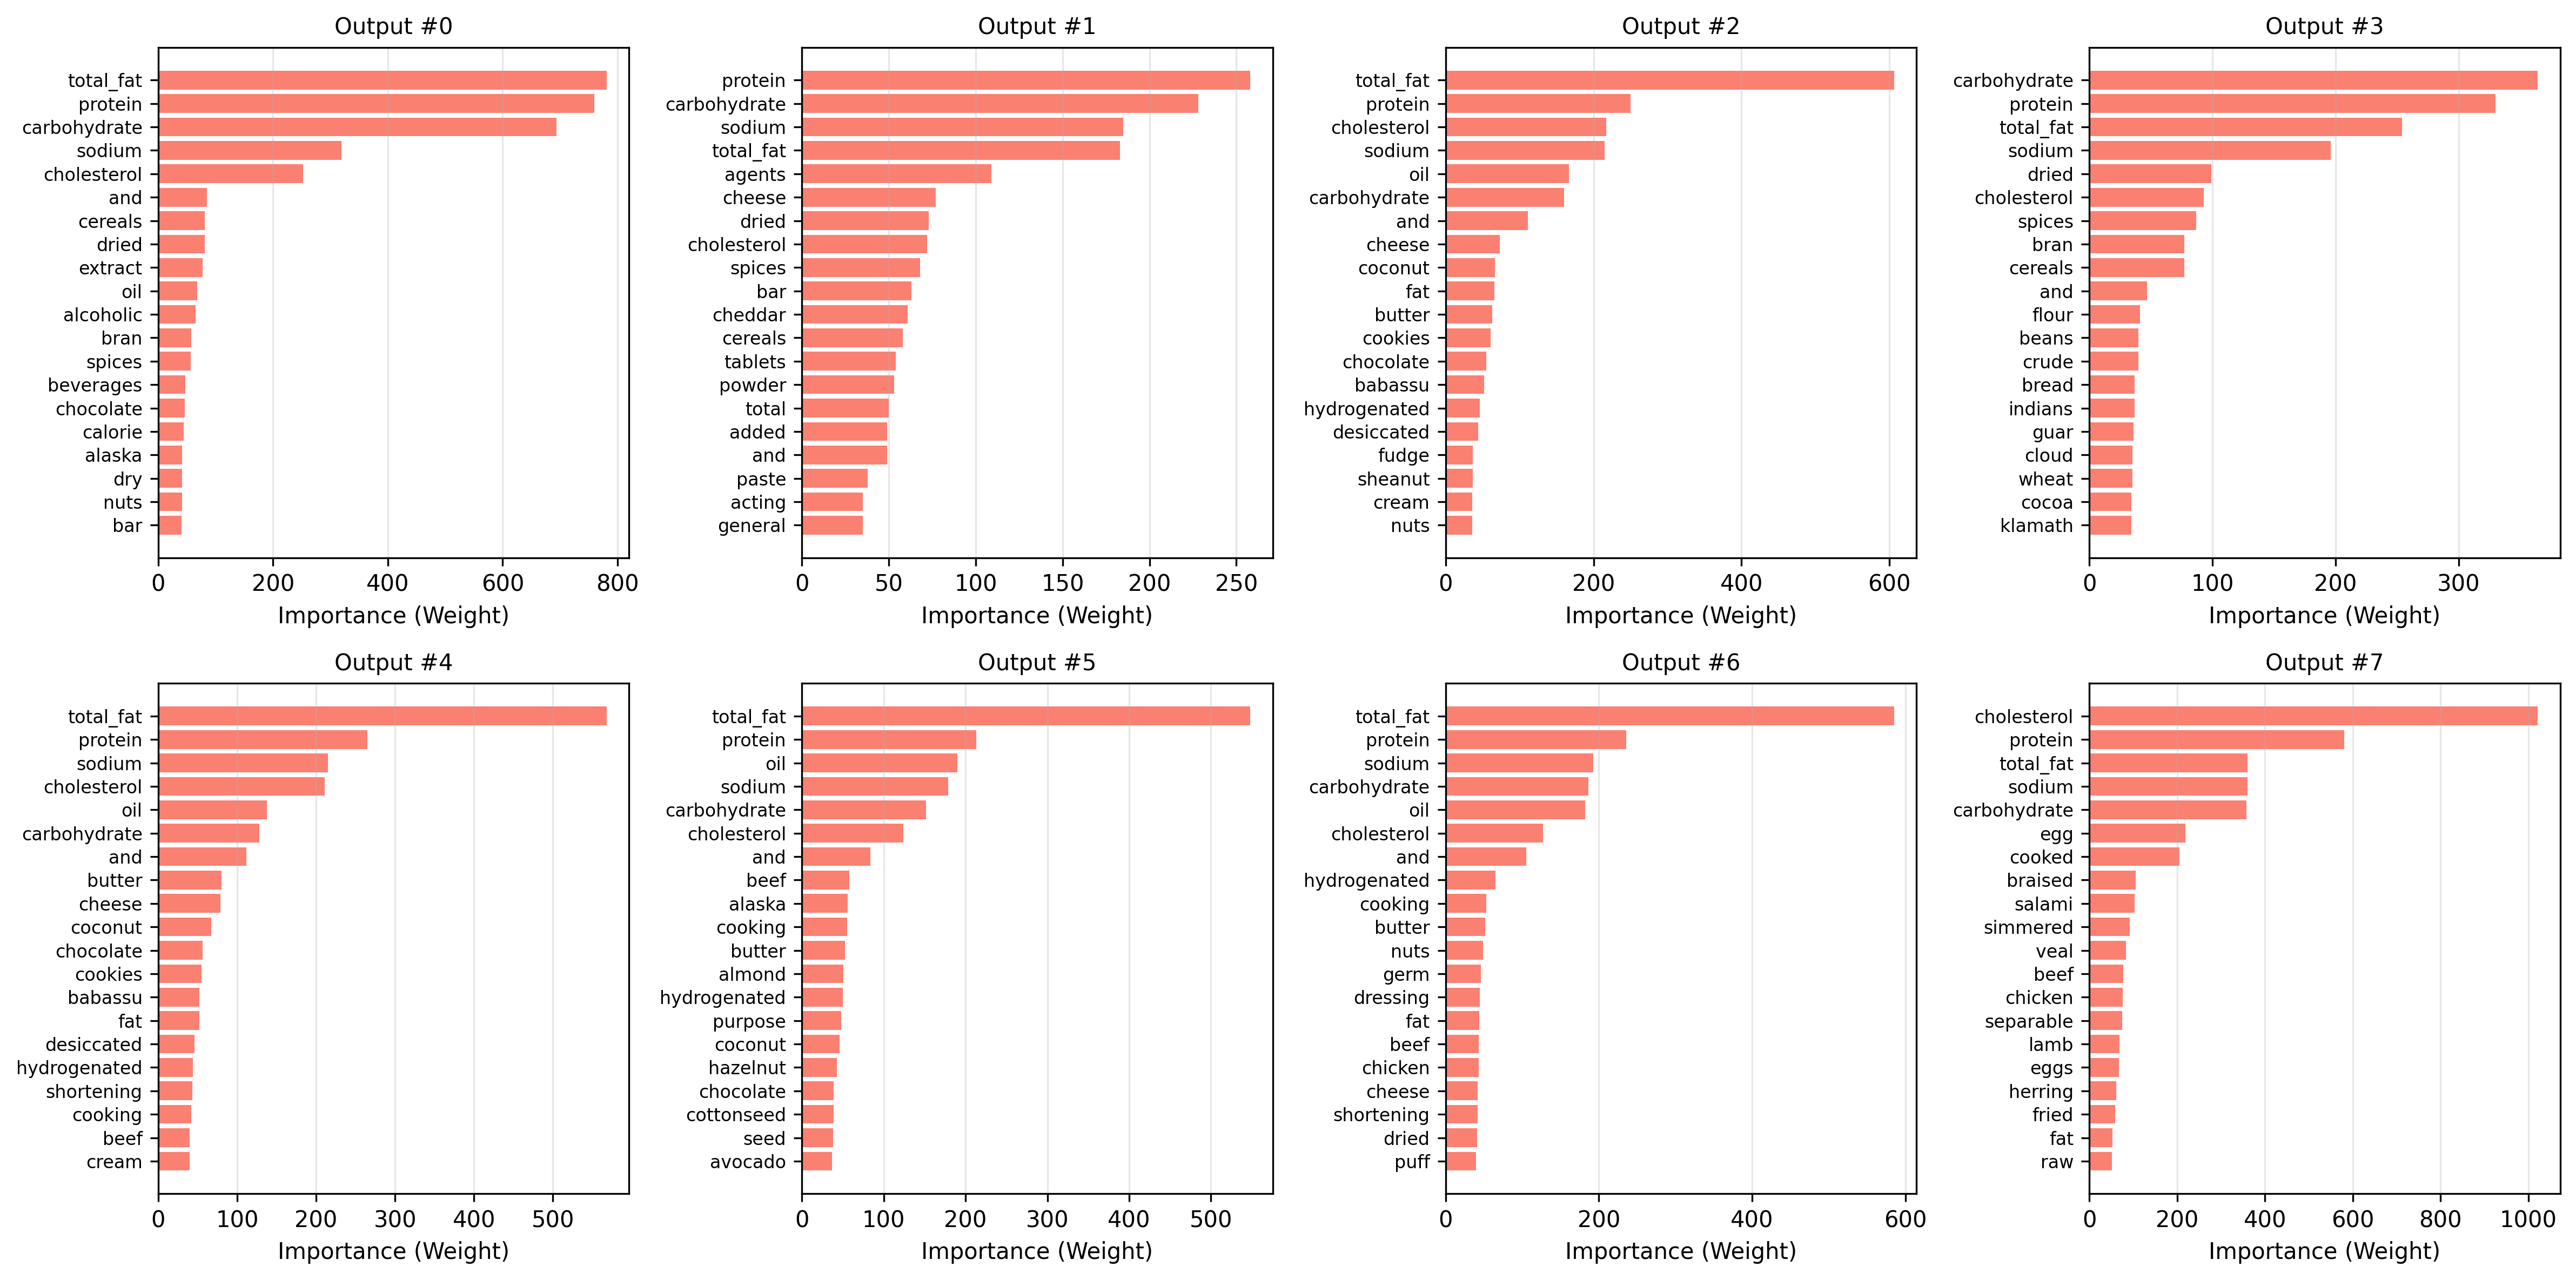 Output #0
total_fat
protein
carbohydrate
sodium
cholesterol
and
cereals
dried
extract
oil
alcoholic
bran
spices
beverages
chocolate
calorie
alaska
dry
nuts
bar
0 200 400 600 800
Importance (Weight)
Output #1
protein
carbohydrate
sodium
total_fat
agents
cheese
dried
cholesterol
spices
bar
cheddar
cereals
tablets
powder
total
added
and
paste
acting
general
0 50 100 150 200 250
Importance (Weight)
Output #2
total_fat
protein
cholesterol
sodium
oil
carbohydrate
and
cheese
coconut
fat
butter
cookies
chocolate
babassu
hydrogenated
desiccated
fudge
sheanut
cream
nuts
0 200 400 600
Importance (Weight)
Output #3
carbohydrate
protein
total_fat
sodium
dried
cholesterol
spices
bran
cereals
and
flour
beans
crude
bread
indians
guar
cloud
wheat
cocoa
klamath
0 100 200 300
Importance (Weight)
Output #4
total_fat
protein
sodium
cholesterol
oil
carbohydrate
and
butter
cheese
coconut
chocolate
cookies
babassu
fat
desiccated
hydrogenated
shortening
cooking
beef
cream
0 100 200 300 400 500
Importance (Weight)
Output #5
total_fat
protein
oil
sodium
carbohydrate
cholesterol
and
beef
alaska
cooking
butter
almond
hydrogenated
purpose
coconut
hazelnut
chocolate
cottonseed
seed
avocado
0 100 200 300 400 500
Importance (Weight)
Output #6
total_fat
protein
sodium
carbohydrate
oil
cholesterol
and
hydrogenated
cooking
butter
nuts
germ
dressing
fat
beef
chicken
cheese
shortening
dried
puff
0 200 400 600
Importance (Weight)
Output #7
cholesterol
protein
total_fat
sodium
carbohydrate
egg
cooked
braised
salami
simmered
veal
beef
chicken
separable
lamb
eggs
herring
fried
fat
raw
0 200 400 600 800 1000
Importance (Weight)